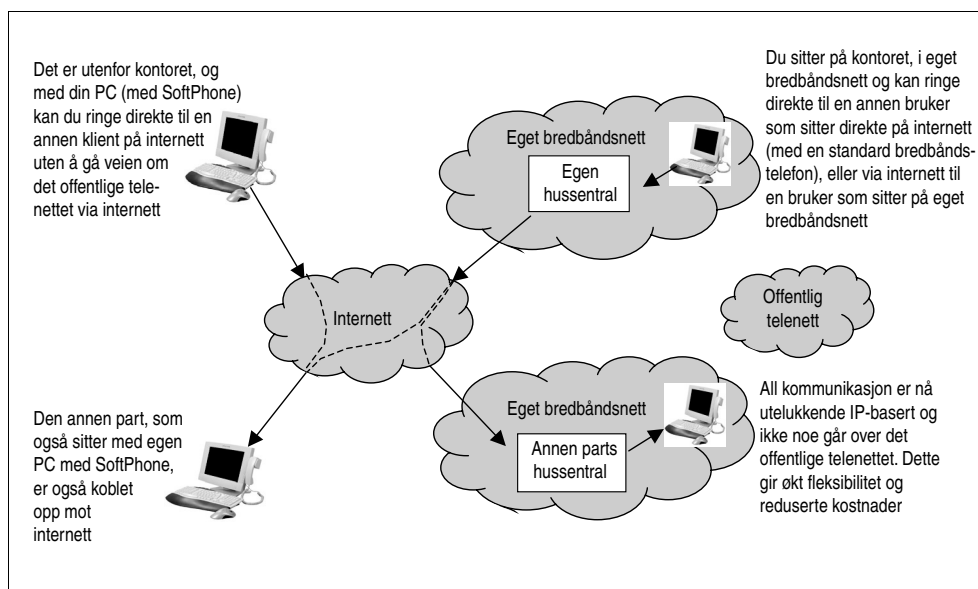 Det er utenfor kontoret, og
med din PC (med SoftPhone)
kan du ringe direkte til en
annen klient på internett
uten å gå veien om
det offentlige tele-
nettet via internett
Eget bredbåndsnett
Egen
hussentral
Du sitter på kontoret, i eget
bredbåndsnett og kan ringe
direkte til en annen bruker
som sitter direkte på internett
(med en standard bredbånds-
telefon), eller via internett til
en bruker som sitter på eget
bredbåndsnett
Internett
Offentlig
telenett
Den annen part, som
også sitter med egen
PC med SoftPhone,
er også koblet
opp mot
internett
Eget bredbåndsnett
Annen parts
hussentral
All kommunikasjon er nå
utelukkende IP-basert og
ikke noe går over det
offentlige telenettet. Dette
gir økt fleksibilitet og
reduserte kostnader